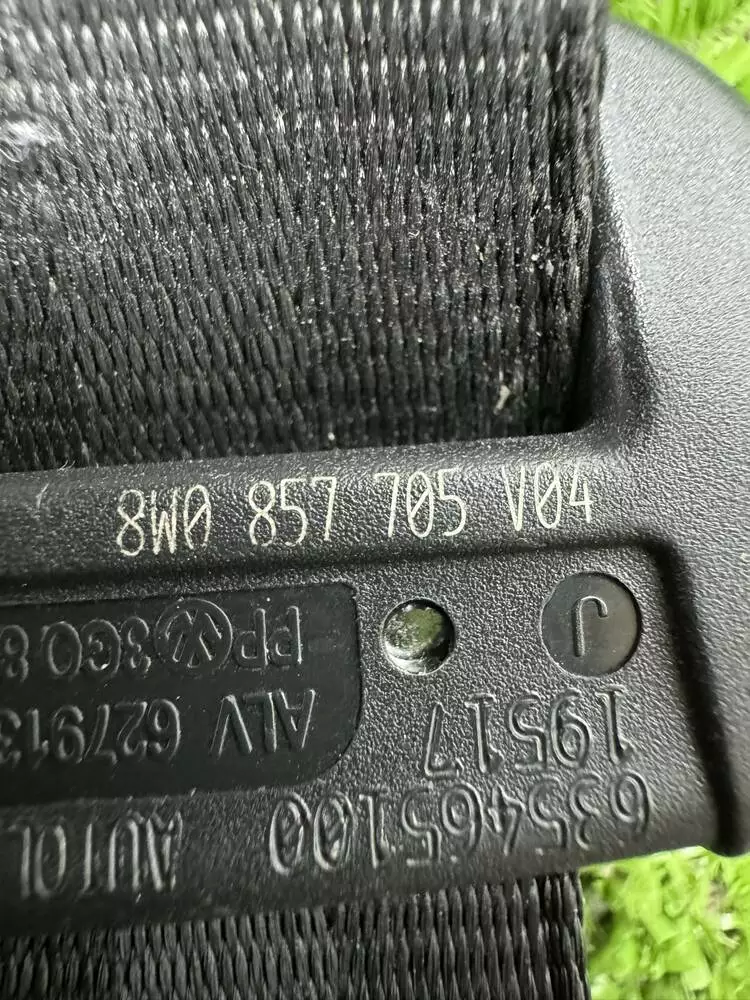 8W0 857 705 V04
J
PP 3G0 8
19517
ALV 627913
635465100 AUTOL